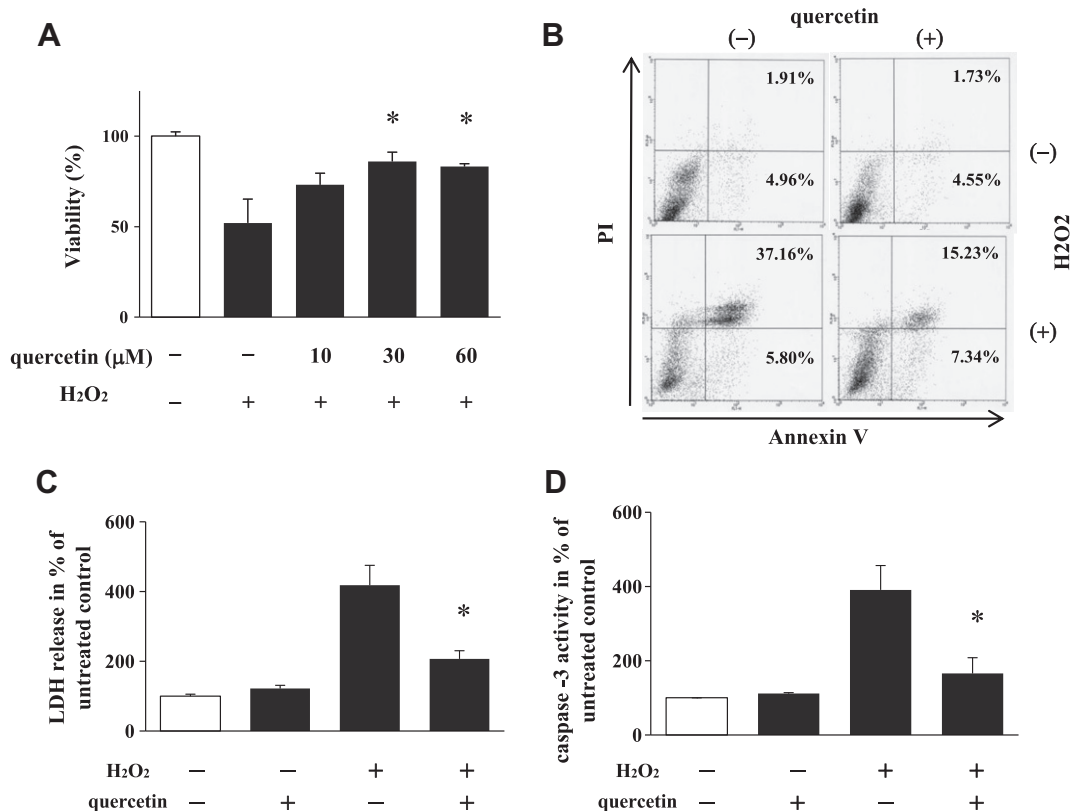 A
Viability (%)
100
50
0
*
*
quercetin (μM)
–
–
10
30
60
H₂O₂
–
+
+
+
+
B
quercetin
(–)
(+)
1.91%
1.73%
4.96%
4.55%
(–)
37.16%
15.23%
5.80%
7.34%
(+)
H2O2
PI
Annexin V
C
LDH release in % of
untreated control
600
400
200
0
*
H₂O₂
–
–
+
+
quercetin
–
+
–
+
D
caspase -3 activity in % of
untreated control
600
400
200
0
*
H₂O₂
–
–
+
+
quercetin
–
+
–
+